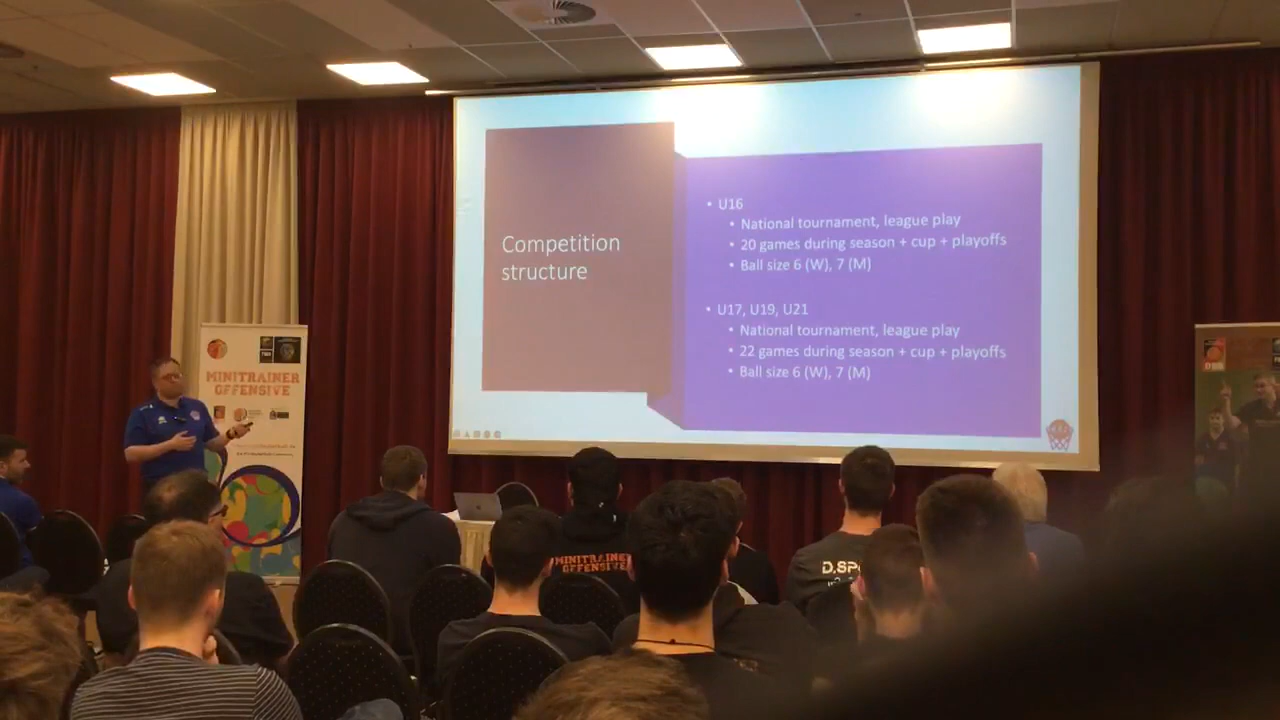 Competition
structure
• U16
• National tournament, league play
• 20 games during season + cup + playoffs
• Ball size 6 (W), 7 (M)
• U17, U19, U21
• National tournament, league play
• 22 games during season + cup + playoffs
• Ball size 6 (W), 7 (M)
MINITRAINER
OFFENSIVE
MINITRAINER
OFFENSIVE